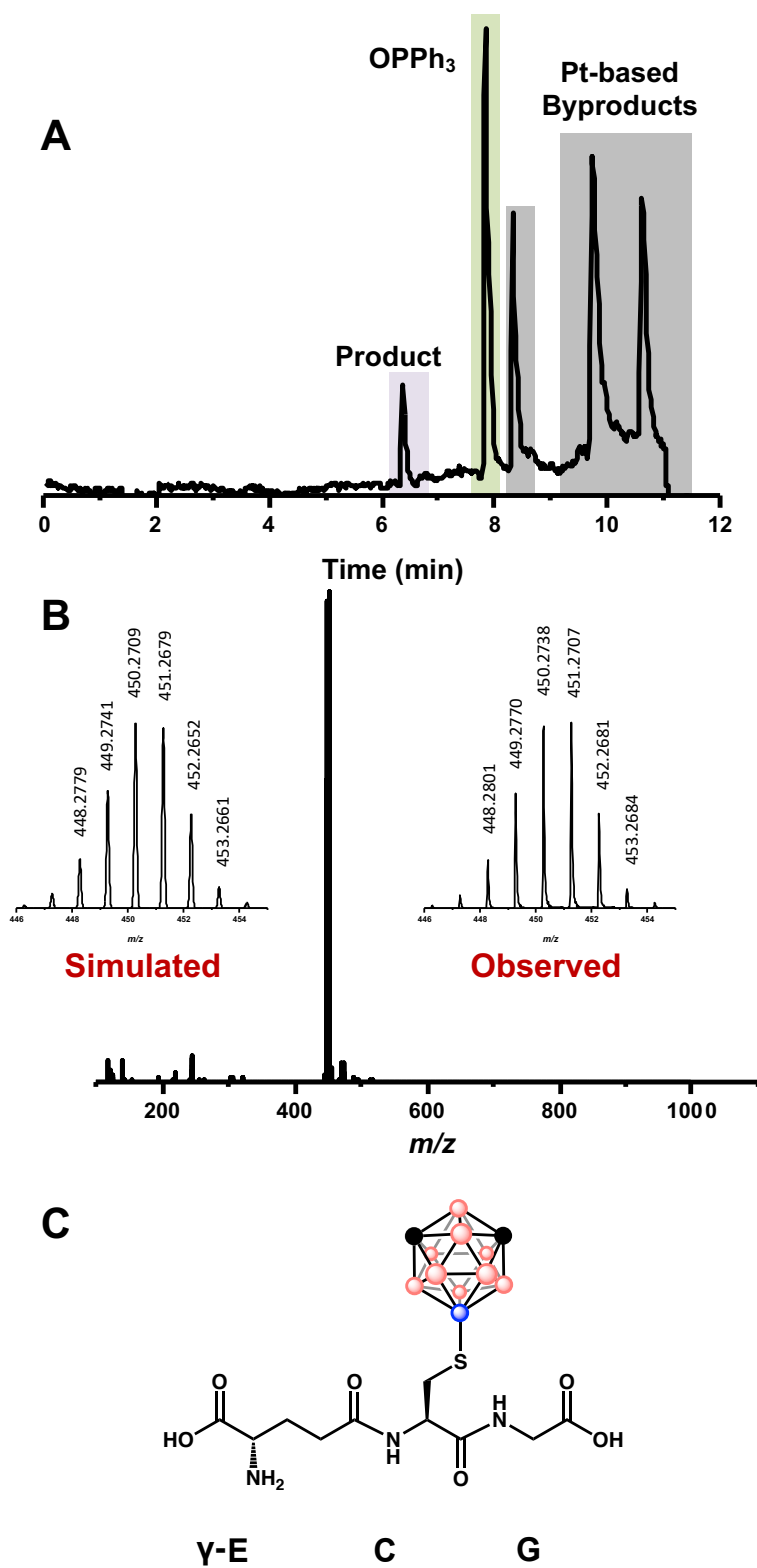 A
OPPh₃
Pt-based
Byproducts
Product
0 2 4 6 8 10 12
Time (min)
B
448.2779
449.2741
450.2709
451.2679
452.2652
453.2661
446 448 450 452 454
m/z
Simulated
448.2801
449.2770
450.2738
451.2707
452.2681
453.2684
446 448 450 452 454
m/z
Observed
200 400 600 800 1000
m/z
C
S
O O H O
HO N N OH
H
NH₂ O
γ-E C G